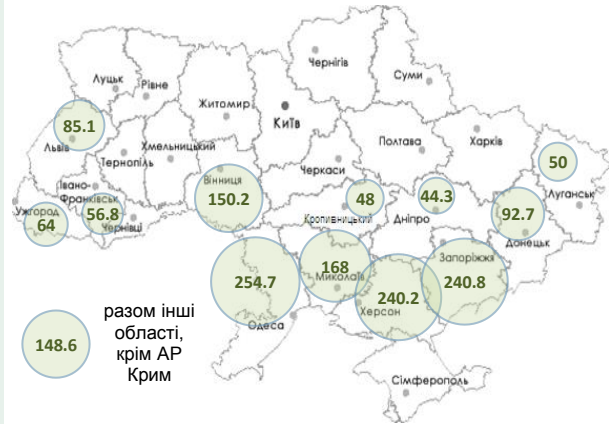 Чернігів
Луцьк
Рівне
Суми
Житомир
Київ
85.1
Львів
Хмельницький
Тернопіль
Полтава
Харків
Черкаси
50
Вінниця
150.2
Івано-
Франківськ
56.8
Чернівці
Ужгород
64
48
Кропивницький
44.3
Дніпро
92.7
Луганськ
Донецьк
254.7
168
Миколаїв
240.2
Херсон
Запоріжжя
240.8
Одеса
148.6
разом інші
області,
крім АР
Крим
Сімферополь